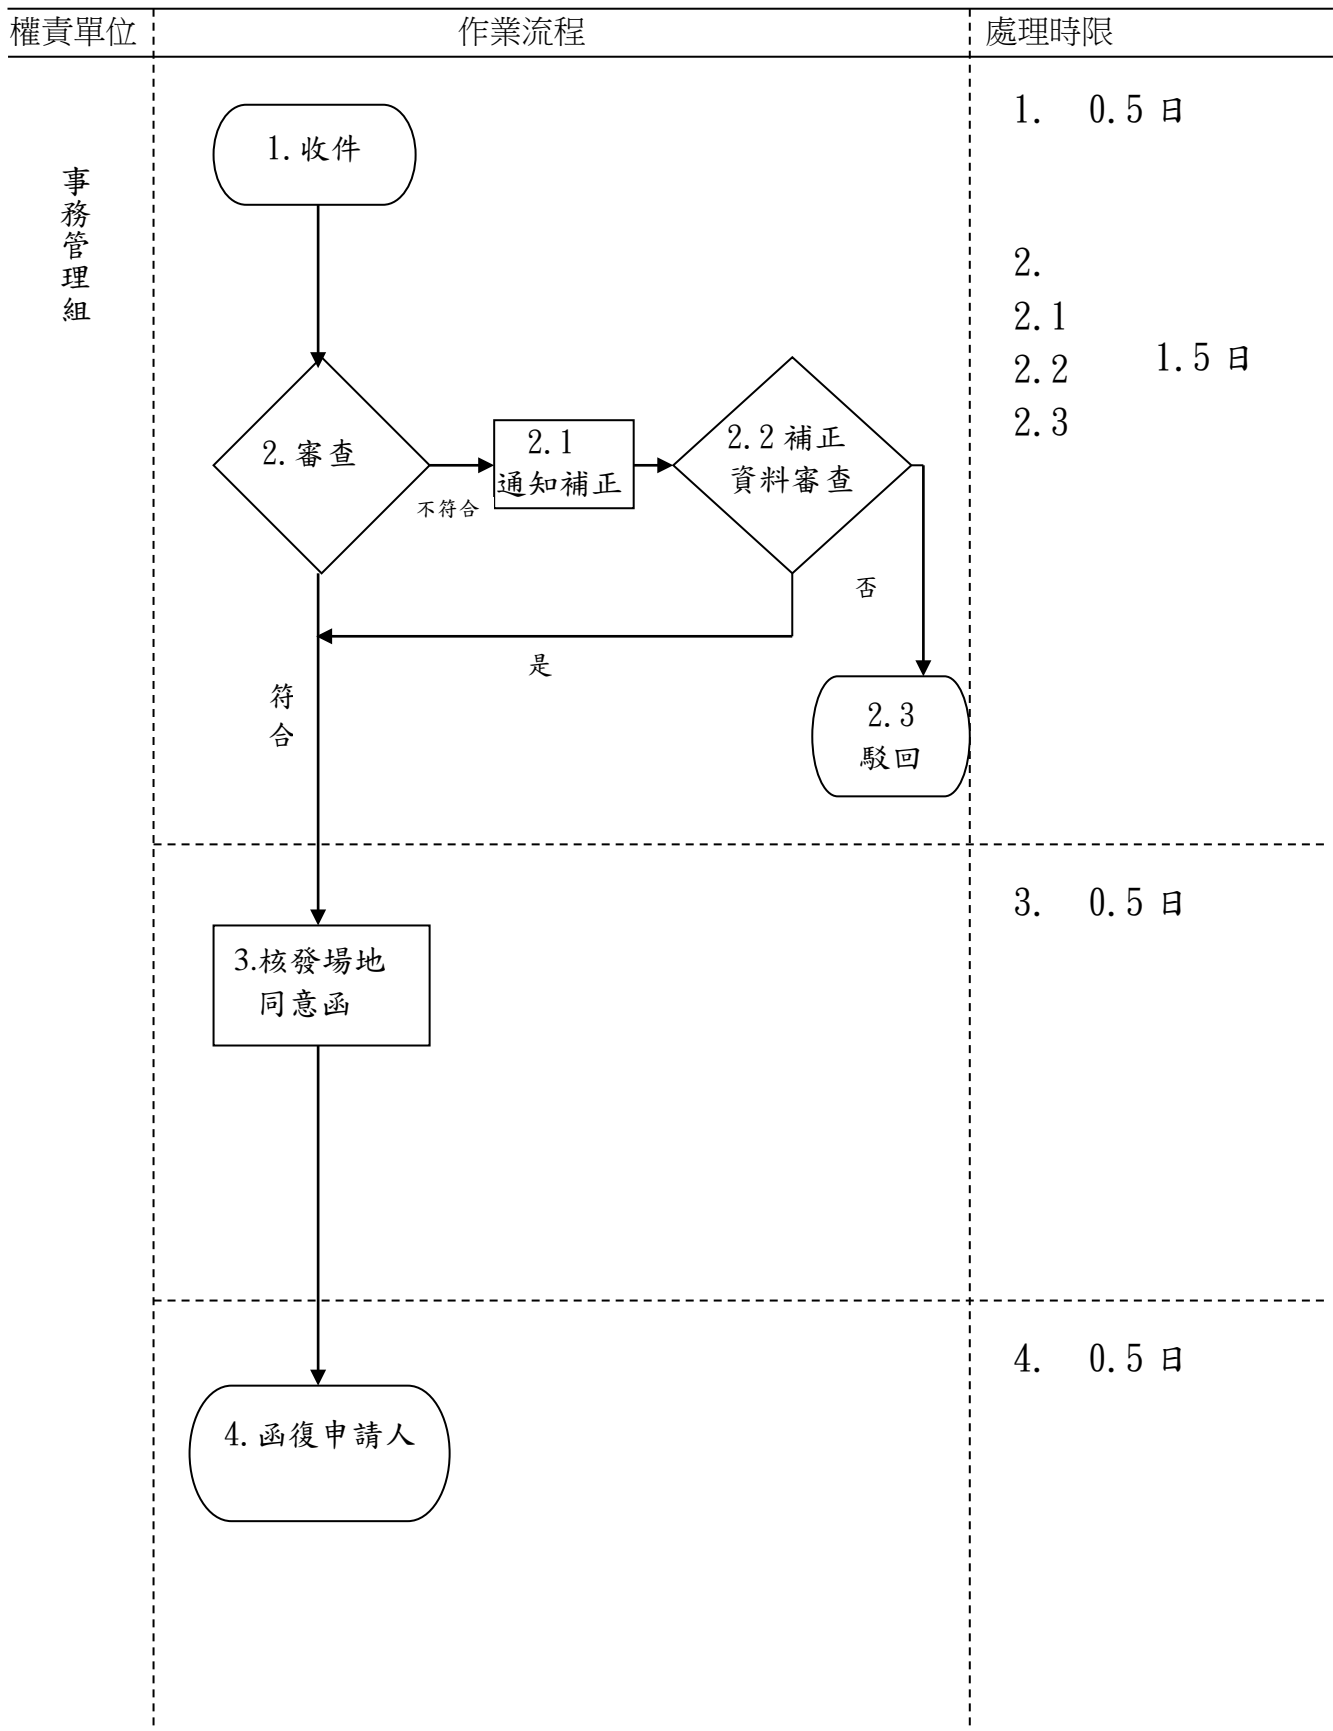 權責單位
作業流程
處理時限
事務管理組
1.收件
2.審查
不符合
2.1
通知補正
2.2補正
資料審查
否
是
符合
2.3
駁回
3.核發場地
同意函
4.函復申請人
1. 0.5日
2.
2.1
2.2
2.3
1.5日
3. 0.5日
4. 0.5日